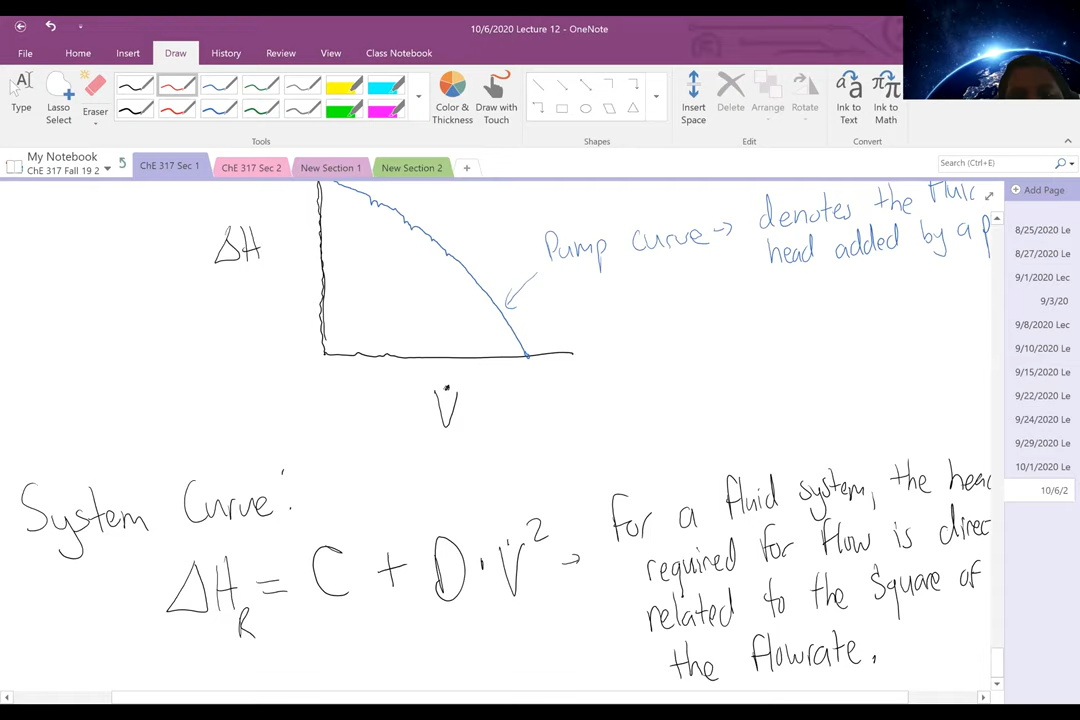 10/6/2020 Lecture 12 - OneNote
File Home Insert Draw History Review View Class Notebook
Type
Lasso Select
Eraser
Color & Thickness
Draw with Touch
Insert Space
Delete
Arrange
Rotate
Ink to Text
Ink to Math
Tools
Shapes
Edit
Convert
My Notebook
ChE 317 Fall 19 2
ChE 317 Sec 1
ChE 317 Sec 2
New Section 1
New Section 2
Search (Ctrl+E)
Add Page
8/25/2020 Le
8/27/2020 Le
9/1/2020 Lec
9/3/20
9/8/2020 Lec
9/10/2020 Le
9/15/2020 Le
9/22/2020 Le
9/24/2020 Le
9/29/2020 Le
10/1/2020 Le
10/6/2
ΔH
Pump curve → denotes the fluic
head added by a p
V̇
System Curve:
ΔH_R = C + D·V̇² →
For a fluid system, the head
required for flow is direc
related to the square of
the flowrate.